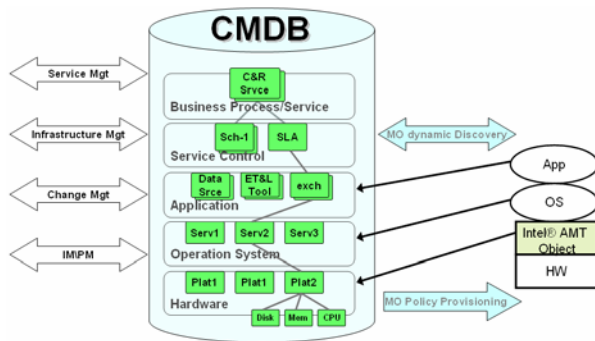 CMDB
Service Mgt
Infrastructure Mgt
Change Mgt
IM\PM
C&R
Srvce
Business Process/Service
Sch-1
SLA
Service Control
Data
Srce
ET&L
Tool
exch
Application
Serv1
Serv2
Serv3
Operation System
Plat1
Plat1
Plat2
Hardware
Disk
Mem
CPU
MO dynamic Discovery
App
OS
Intel® AMT
Object
HW
MO Policy Provisioning